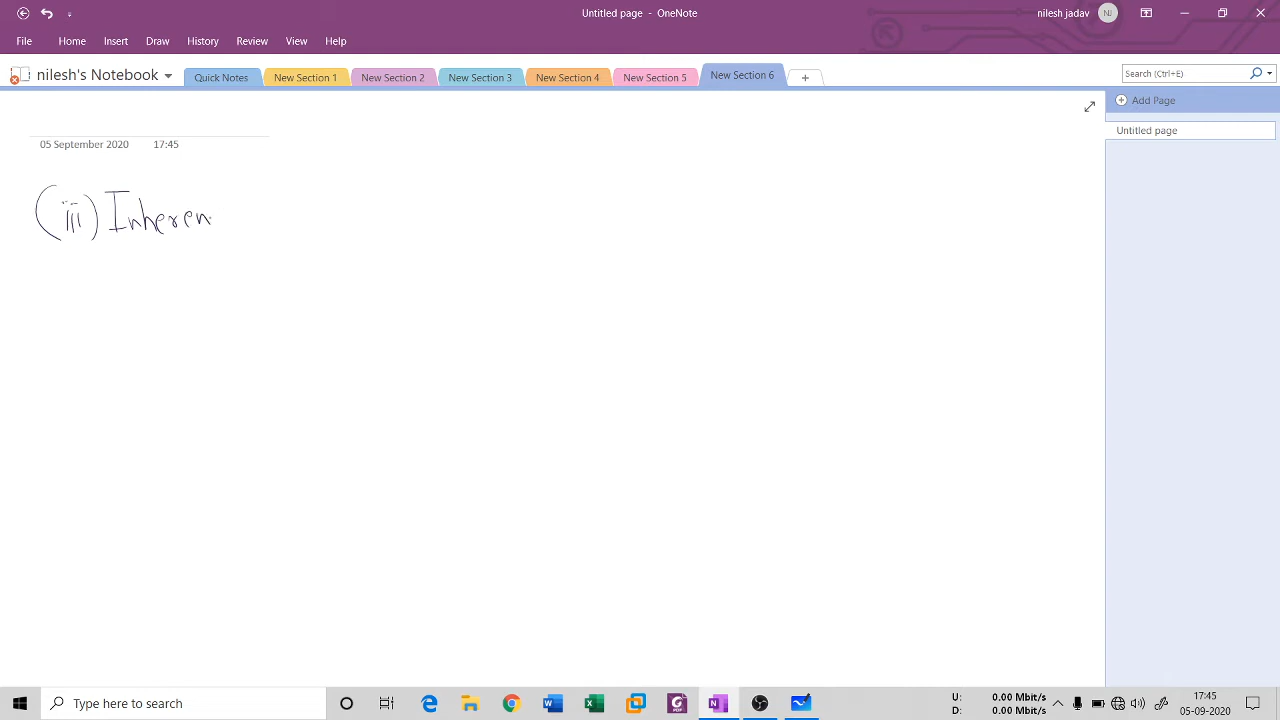 Untitled page - OneNote
nilesh jadav NJ
File Home Insert Draw History Review View Help
nilesh's Notebook Quick Notes New Section 1 New Section 2 New Section 3 New Section 4 New Section 5 New Section 6 + Search (Ctrl+E)
Add Page
Untitled page
05 September 2020 17:45
(iii) Inheren
Type here to search
U: 0.00 Mbit/s
D: 0.00 Mbit/s
17:45
05-09-2020